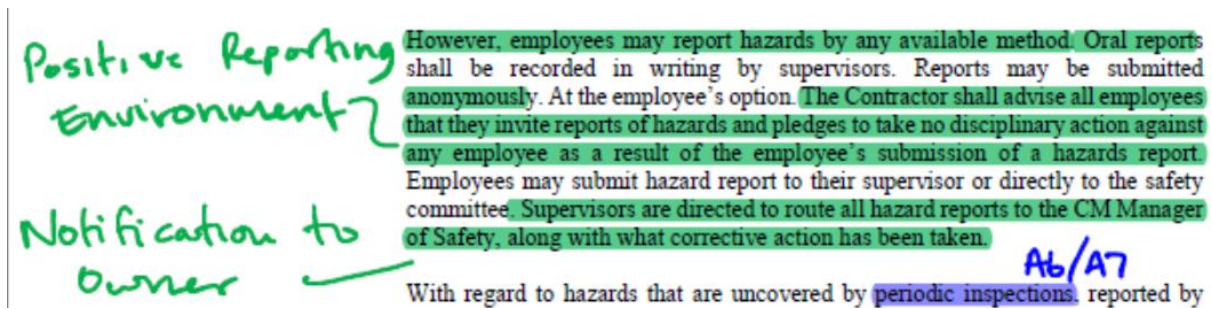 Positive Reporting
Environment
However, employees may report hazards by any available method. Oral reports
shall be recorded in writing by supervisors. Reports may be submitted
anonymously. At the employee's option. The Contractor shall advise all employees
that they invite reports of hazards and pledges to take no disciplinary action against
any employee as a result of the employee's submission of a hazards report.
Employees may submit hazard report to their supervisor or directly to the safety
committee. Supervisors are directed to route all hazard reports to the CM Manager
of Safety, along with what corrective action has been taken.
Notification to
Owner
A6/A7
With regard to hazards that are uncovered by periodic inspections, reported by